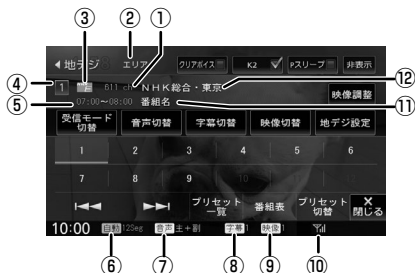 ③ ② ①
◀地デジ エリア クリアボイス K2 Pスリープ 非表示
④ 1 611 ch NHK総合・東京 ⑫
映像調整
⑤ 07:00～08:00 番組名 ⑪
受信モード切替 音声切替 字幕切替 映像切替 地デジ設定
1 2 3 4 5 6
7 8 9 10 11 12
プリセット一覧 番組表 プリセット切替 閉じる
10:00 自動 12Seg 音声 主+副 字幕1 映像1
⑥ ⑦ ⑧ ⑨ ⑩